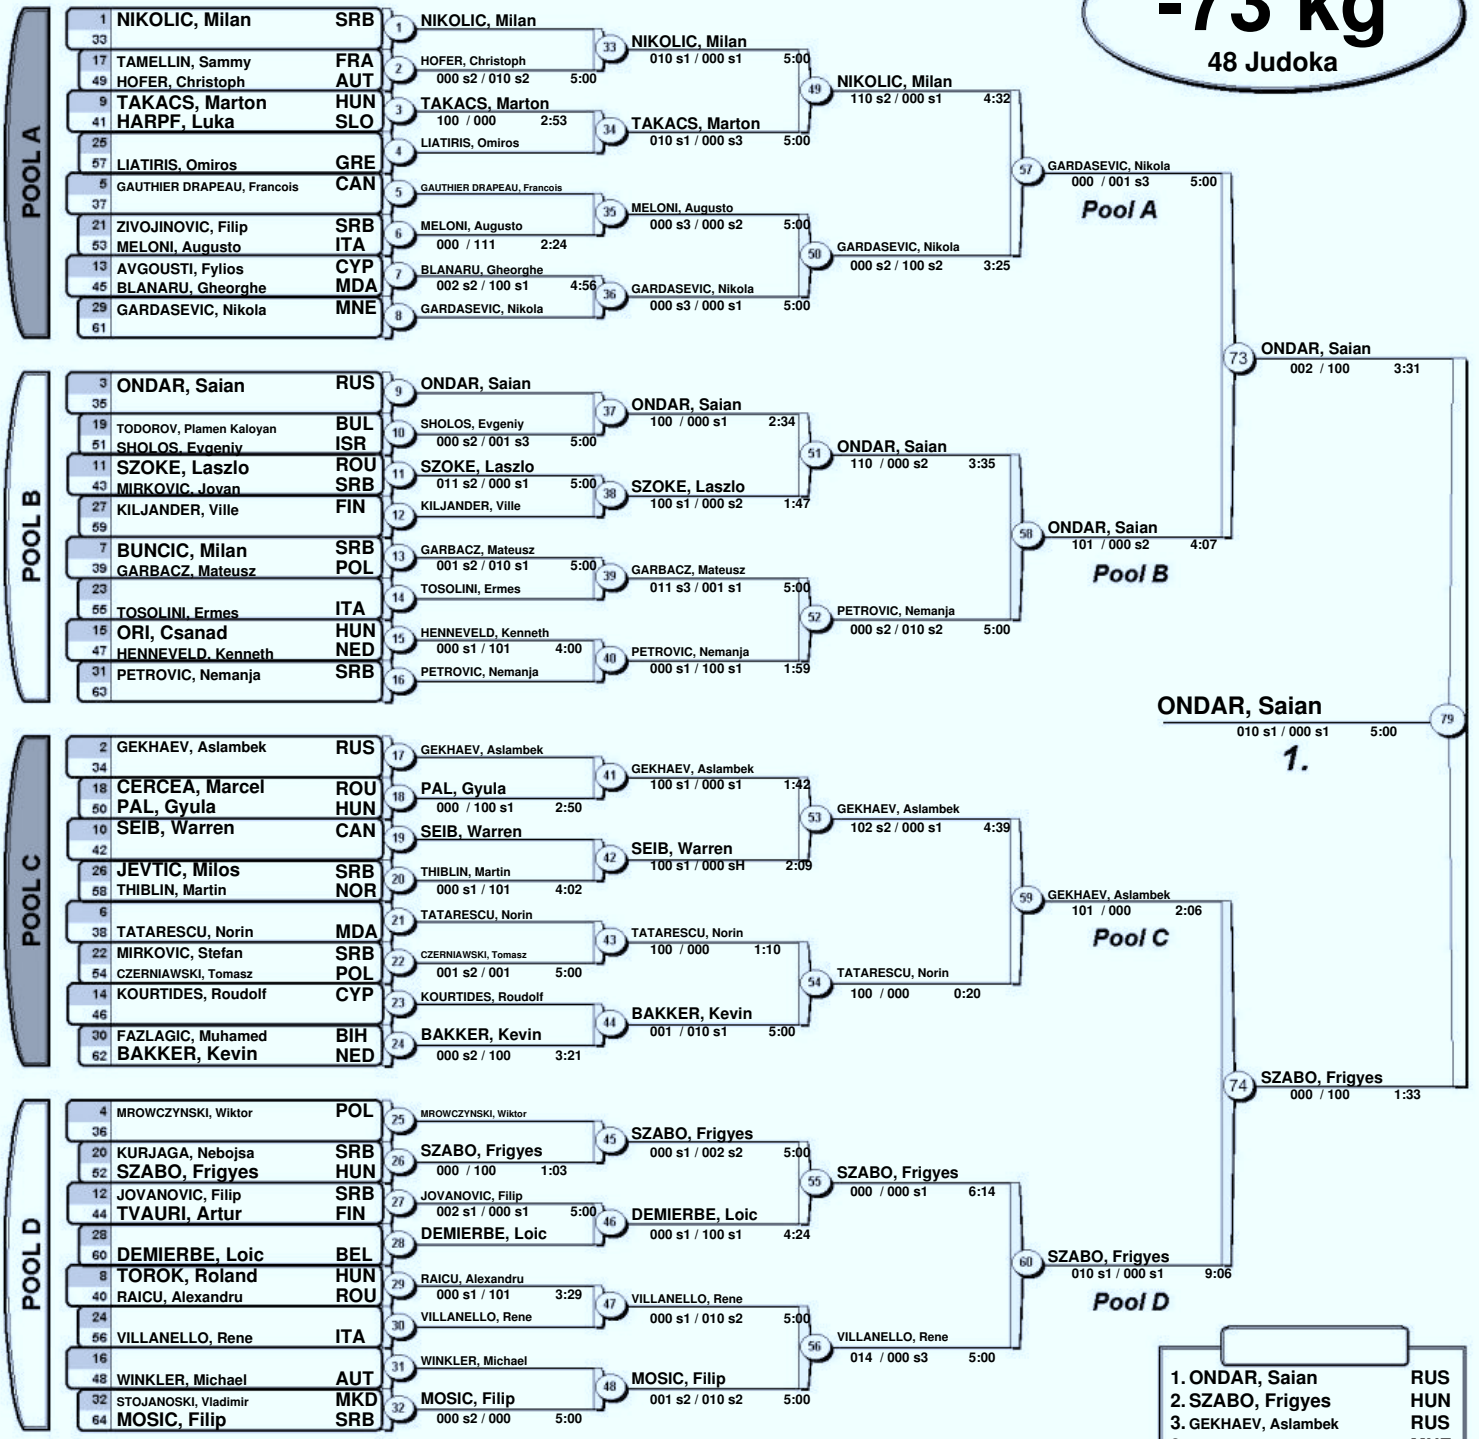 -73 kg
48 Judoka
POOL A
1 NIKOLIC, Milan SRB
33
17 TAMELLIN, Sammy FRA
49 HOFER, Christoph AUT
9 TAKACS, Marton HUN
41 HARPF, Luka SLO
25
57 LIATIRIS, Omiros GRE
5 GAUTHIER DRAPEAU, Francois CAN
37
21 ZIVOJINOVIC, Filip SRB
53 MELONI, Augusto ITA
13 AVGOUSTI, Fylios CYP
45 BLANARU, Gheorghe MDA
29 GARDASEVIC, Nikola MNE
61
1 NIKOLIC, Milan
2 HOFER, Christoph
000 s2 / 010 s2 5:00
3 TAKACS, Marton
100 / 000 2:53
4 LIATIRIS, Omiros
5 GAUTHIER DRAPEAU, Francois
6 MELONI, Augusto
000 / 111 2:24
7 BLANARU, Gheorghe
002 s2 / 100 s1 4:56
8 GARDASEVIC, Nikola
33 NIKOLIC, Milan
010 s1 / 000 s1 5:00
34 TAKACS, Marton
010 s1 / 000 s3 5:00
35 MELONI, Augusto
000 s3 / 000 s2 5:00
36 GARDASEVIC, Nikola
000 s3 / 000 s1 5:00
49 NIKOLIC, Milan
110 s2 / 000 s1 4:32
50 GARDASEVIC, Nikola
000 s2 / 100 s2 3:25
57 GARDASEVIC, Nikola
000 / 001 s3 5:00
Pool A
POOL B
3 ONDAR, Saian RUS
35
19 TODOROV, Plamen Kaloyan BUL
51 SHOLOS, Evgeniy ISR
11 SZOKE, Laszlo ROU
43 MIRKOVIC, Jovan SRB
27 KILJANDER, Ville FIN
59
7 BUNCIC, Milan SRB
39 GARBACZ, Mateusz POL
23
55 TOSOLINI, Ermes ITA
15 ORI, Csanad HUN
47 HENNEVELD, Kenneth NED
31 PETROVIC, Nemanja SRB
63
9 ONDAR, Saian
10 SHOLOS, Evgeniy
000 s2 / 001 s3 5:00
11 SZOKE, Laszlo
011 s2 / 000 s1 5:00
12 KILJANDER, Ville
13 GARBACZ, Mateusz
001 s2 / 010 s1 5:00
14 TOSOLINI, Ermes
15 HENNEVELD, Kenneth
000 s1 / 101 4:00
16 PETROVIC, Nemanja
37 ONDAR, Saian
100 / 000 s1 2:34
38 SZOKE, Laszlo
100 s1 / 000 s2 1:47
39 GARBACZ, Mateusz
011 s3 / 001 s1 5:00
40 PETROVIC, Nemanja
000 s1 / 100 s1 1:59
51 ONDAR, Saian
110 / 000 s2 3:35
52 PETROVIC, Nemanja
000 s2 / 010 s2 5:00
58 ONDAR, Saian
101 / 000 s2 4:07
Pool B
73 ONDAR, Saian
002 / 100 3:31
ONDAR, Saian 79
010 s1 / 000 s1 5:00
1.
POOL C
2 GEKHAEV, Aslambek RUS
34
18 CERCEA, Marcel ROU
50 PAL, Gyula HUN
10 SEIB, Warren CAN
42
26 JEVTIC, Milos SRB
58 THIBLIN, Martin NOR
6
38 TATARESCU, Norin MDA
22 MIRKOVIC, Stefan SRB
54 CZERNIAWSKI, Tomasz POL
14 KOURTIDES, Roudolf CYP
46
30 FAZLAGIC, Muhamed BIH
62 BAKKER, Kevin NED
17 GEKHAEV, Aslambek
18 PAL, Gyula
000 / 100 s1 2:50
19 SEIB, Warren
20 THIBLIN, Martin
000 s1 / 101 4:02
21 TATARESCU, Norin
22 CZERNIAWSKI, Tomasz
001 s2 / 001 5:00
23 KOURTIDES, Roudolf
24 BAKKER, Kevin
000 s2 / 100 3:21
41 GEKHAEV, Aslambek
100 s1 / 000 s1 1:42
42 SEIB, Warren
100 s1 / 000 sH 2:09
43 TATARESCU, Norin
100 / 000 1:10
44 BAKKER, Kevin
001 / 010 s1 5:00
53 GEKHAEV, Aslambek
102 s2 / 000 s1 4:39
54 TATARESCU, Norin
100 / 000 0:20
59 GEKHAEV, Aslambek
101 / 000 2:06
Pool C
74 SZABO, Frigyes
000 / 100 1:33
POOL D
4 MROWCZYNSKI, Wiktor POL
36
20 KURJAGA, Nebojsa SRB
52 SZABO, Frigyes HUN
12 JOVANOVIC, Filip SRB
44 TVAURI, Artur FIN
28
60 DEMIERBE, Loic BEL
8 TOROK, Roland HUN
40 RAICU, Alexandru ROU
24
56 VILLANELLO, Rene ITA
16
48 WINKLER, Michael AUT
32 STOJANOSKI, Vladimir MKD
64 MOSIC, Filip SRB
25 MROWCZYNSKI, Wiktor
26 SZABO, Frigyes
000 / 100 1:03
27 JOVANOVIC, Filip
002 s1 / 000 s1 5:00
28 DEMIERBE, Loic
29 RAICU, Alexandru
000 s1 / 101 3:29
30 VILLANELLO, Rene
31 WINKLER, Michael
32 MOSIC, Filip
000 s2 / 000 5:00
45 SZABO, Frigyes
000 s1 / 002 s2 5:00
46 DEMIERBE, Loic
000 s1 / 100 s1 4:24
47 VILLANELLO, Rene
000 s1 / 010 s2 5:00
48 MOSIC, Filip
001 s2 / 010 s2 5:00
55 SZABO, Frigyes
000 / 000 s1 6:14
56 VILLANELLO, Rene
014 / 000 s3 5:00
60 SZABO, Frigyes
010 s1 / 000 s1 9:06
Pool D
1. ONDAR, Saian RUS
2. SZABO, Frigyes HUN
3. GEKHAEV, Aslambek RUS